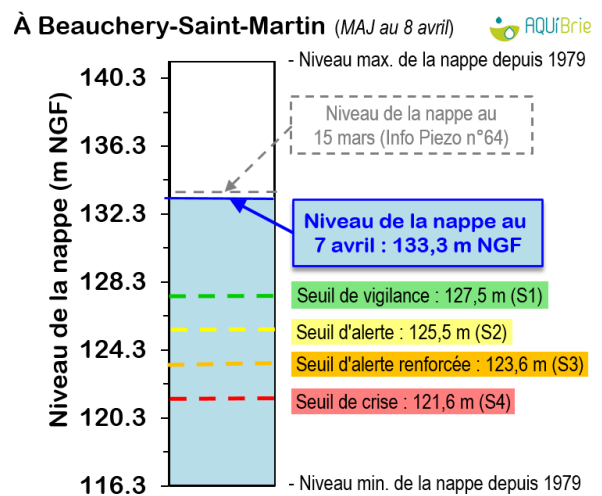 À Beauchery-Saint-Martin (MAJ au 8 avril)
AQUiBrie
Niveau de la nappe (m NGF)
140.3
136.3
132.3
128.3
124.3
120.3
116.3
- Niveau max. de la nappe depuis 1979
Niveau de la nappe au
15 mars (Info Piezo n°64)
Niveau de la nappe au
7 avril : 133,3 m NGF
Seuil de vigilance : 127,5 m (S1)
Seuil d'alerte : 125,5 m (S2)
Seuil d'alerte renforcée : 123,6 m (S3)
Seuil de crise : 121,6 m (S4)
- Niveau min. de la nappe depuis 1979